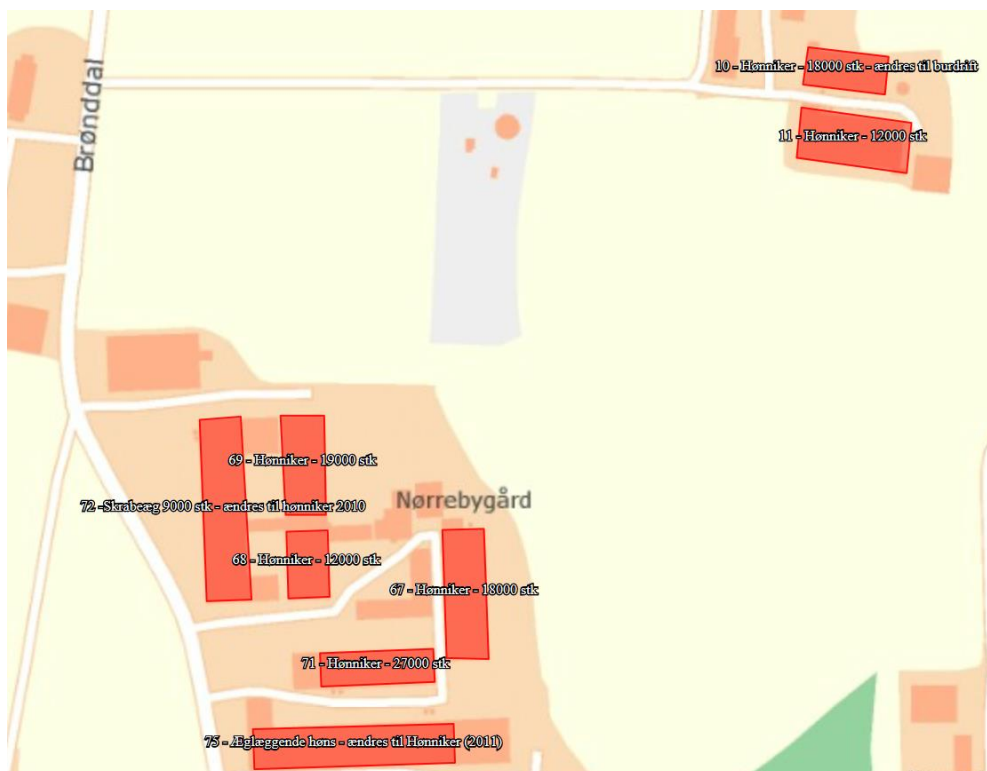 10 - Hønniker - 18000 stk - ændres til burdrift
Brønddal
11 - Hønniker - 12000 stk
69 - Hønniker - 19000 stk
72 -Skrabeæg 9000 stk - ændres til hønniker 2010
Nørrebygård
68 - Hønniker - 12000 stk
67 - Hønniker - 18000 stk
71 - Hønniker - 27000 stk
75 - Æglæggende høns - ændres til Hønniker (2011)